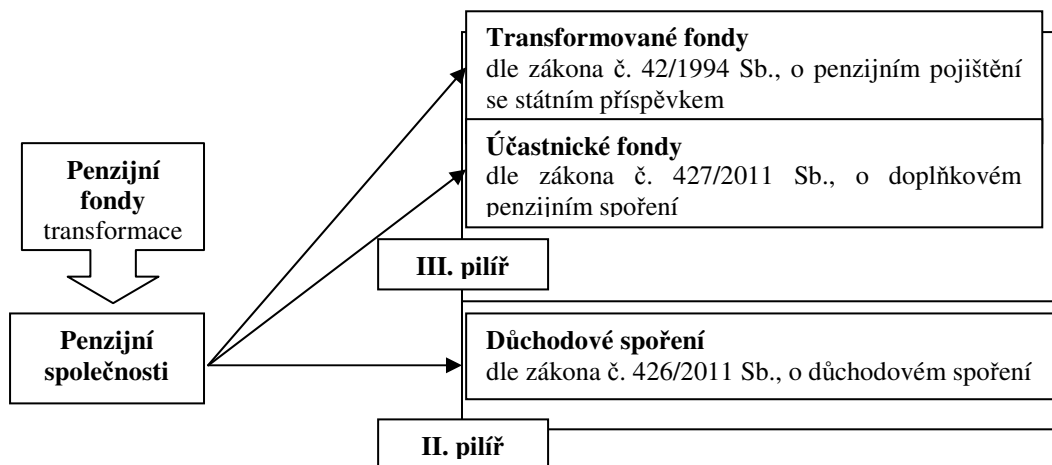 Transformované fondy
dle zákona č. 42/1994 Sb., o penzijním pojištění
se státním příspěvkem
Účastnické fondy
dle zákona č. 427/2011 Sb., o doplňkovém
penzijním spoření
Penzijní
fondy
transformace
III. pilíř
Penzijní
společnosti
Důchodové spoření
dle zákona č. 426/2011 Sb., o důchodovém spoření
II. pilíř